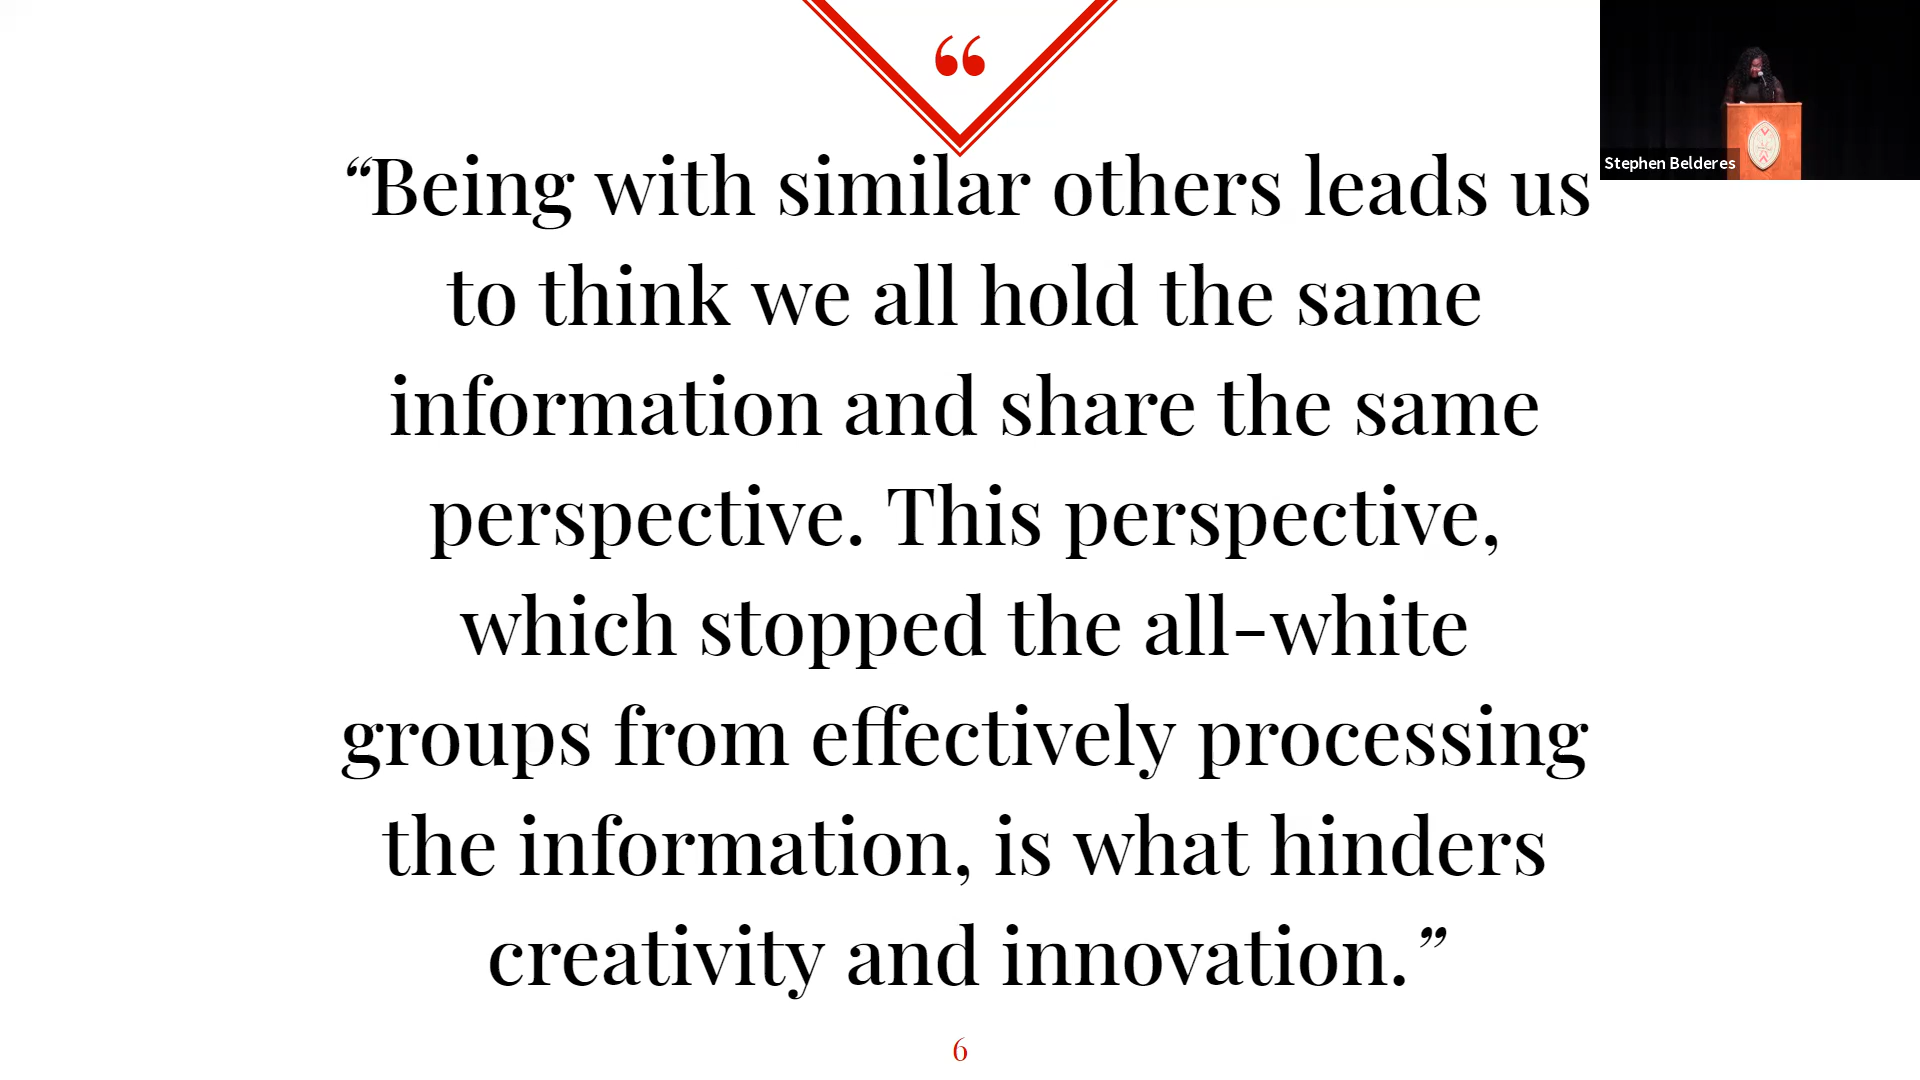 “
“Being with similar others leads us
to think we all hold the same
information and share the same
perspective. This perspective,
which stopped the all-white
groups from effectively processing
the information, is what hinders
creativity and innovation.”
6
Stephen Belderes